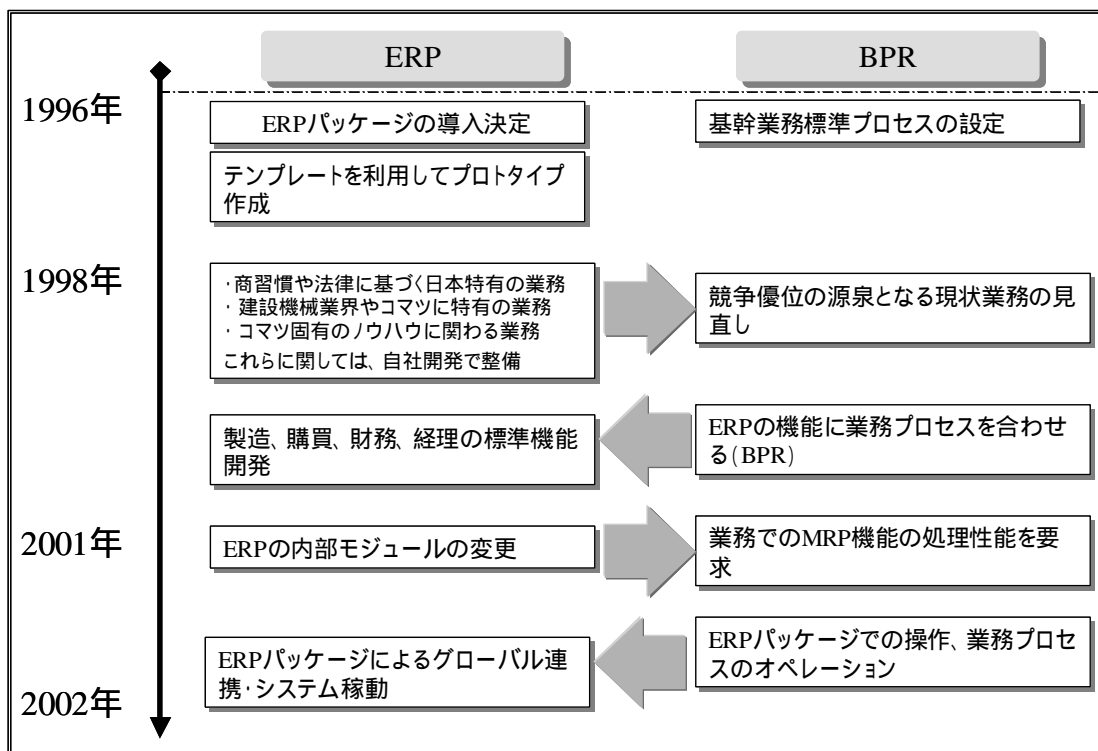 ERP
BPR
1996年
ERPパッケージの導入決定
基幹業務標準プロセスの設定
テンプレートを利用してプロトタイプ
作成
1998年
・商習慣や法律に基づく日本特有の業務
・建設機械業界やコマツに特有の業務
・コマツ固有のノウハウに関わる業務
これらに関しては、自社開発で整備
競争優位の源泉となる現状業務の見
直し
製造、購買、財務、経理の標準機能
開発
ERPの機能に業務プロセスを合わせ
る(BPR)
2001年
ERPの内部モジュールの変更
業務でのMRP機能の処理性能を要
求
ERPパッケージによるグローバル連
携・システム稼動
ERPパッケージでの操作、業務プロセ
スのオペレーション
2002年